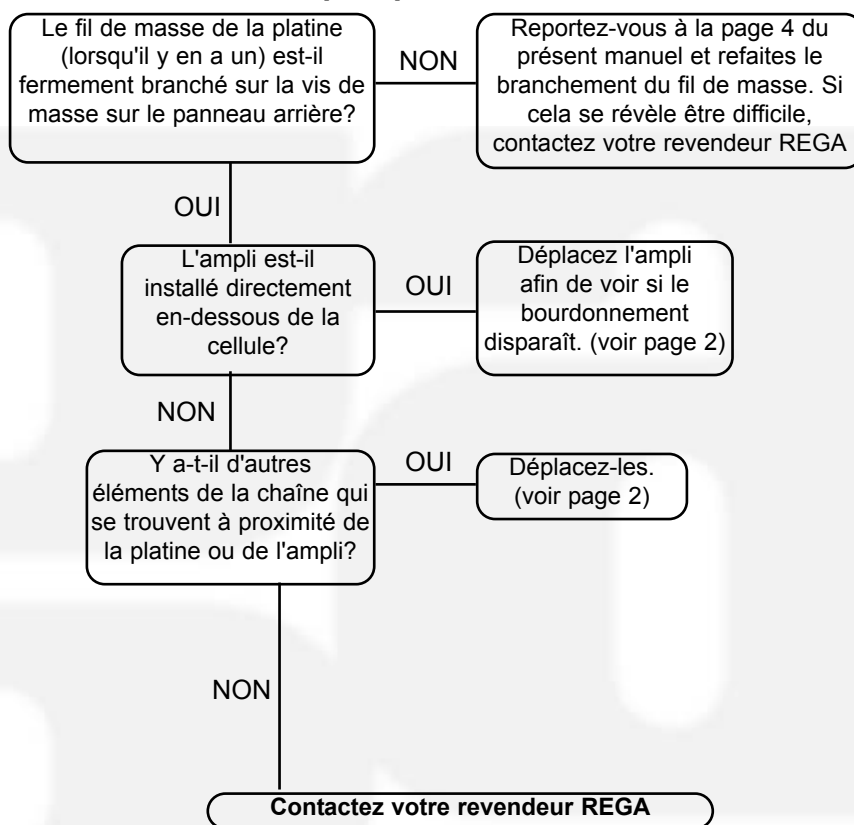 Le fil de masse de la platine
(lorsqu'il y en a un) est-il
fermement branché sur la vis de
masse sur le panneau arrière?
NON
Reportez-vous à la page 4 du
présent manuel et refaites le
branchement du fil de masse. Si
cela se révèle être difficile,
contactez votre revendeur REGA
OUI
L'ampli est-il
installé directement
en-dessous de la
cellule?
OUI
Déplacez l'ampli
afin de voir si le
bourdonnement
disparaît. (voir page 2)
NON
Y a-t-il d'autres
éléments de la chaîne qui
se trouvent à proximité de
la platine ou de l'ampli?
OUI
Déplacez-les.
(voir page 2)
NON
Contactez votre revendeur REGA